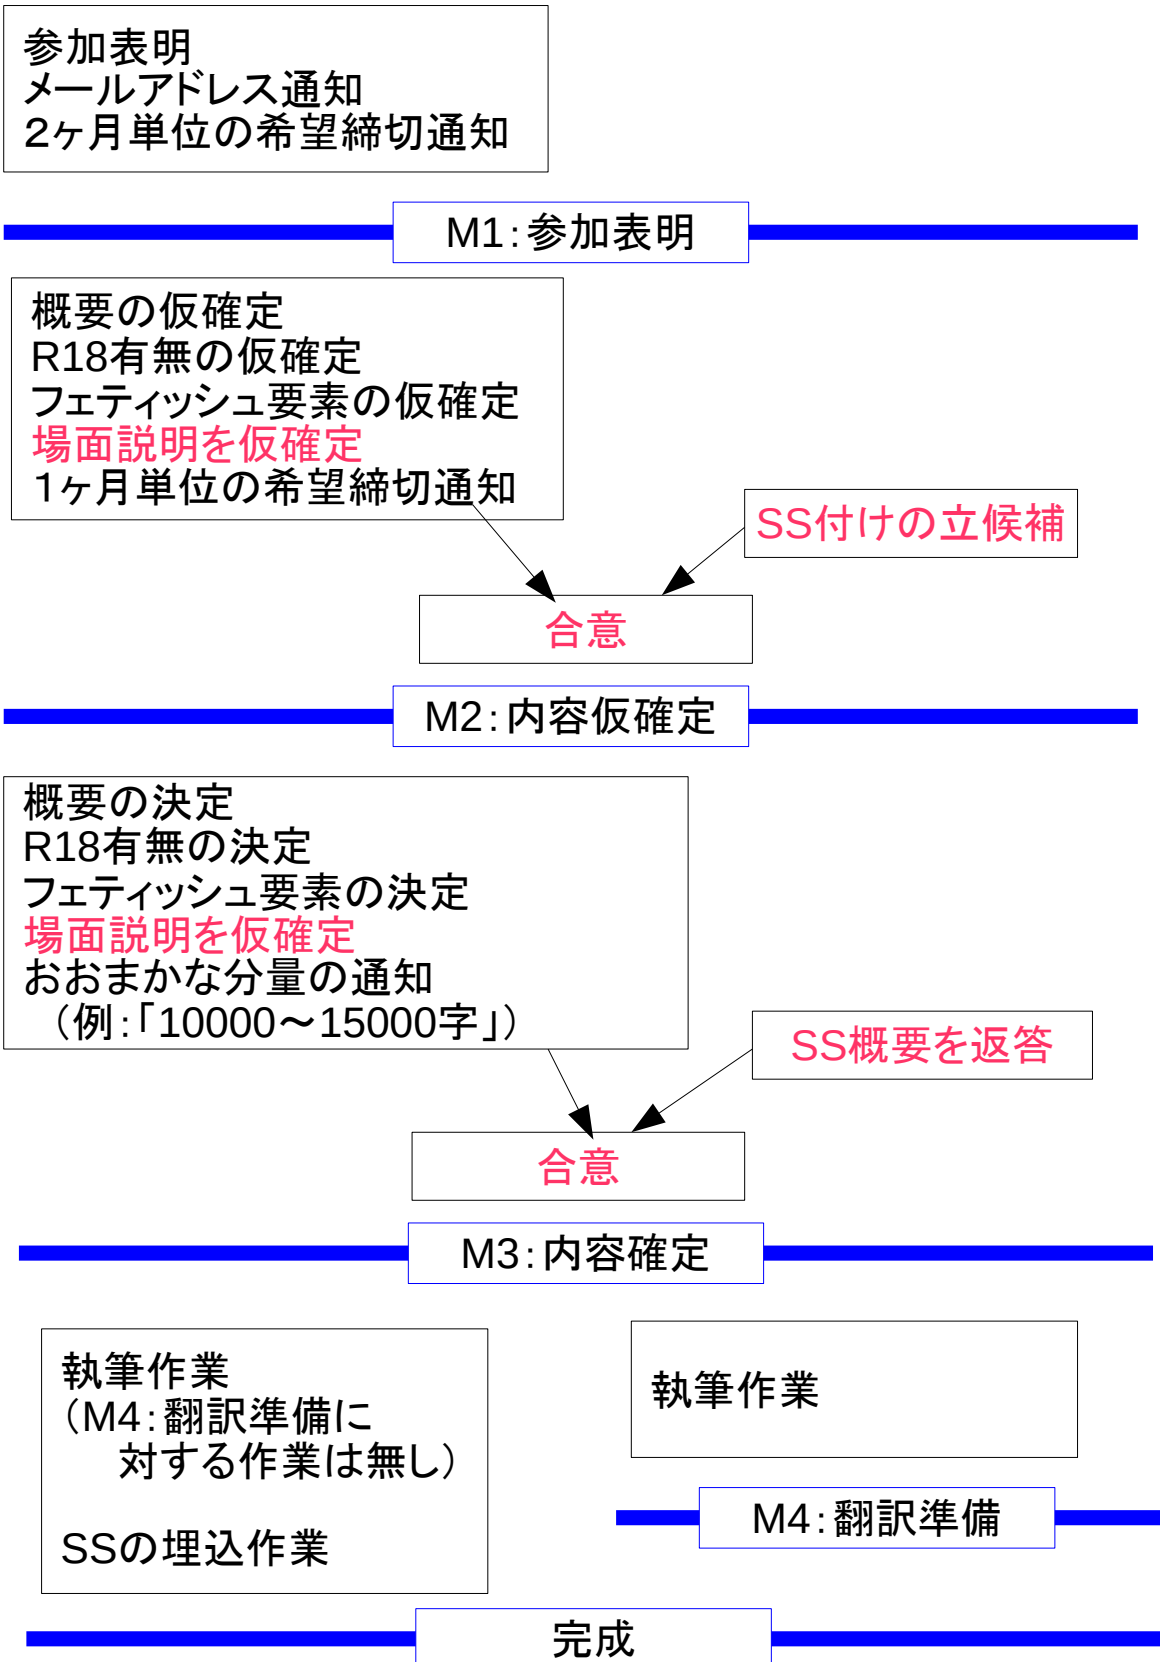 参加表明
メールアドレス通知
２ヶ月単位の希望締切通知
M1：参加表明
概要の仮確定
R18有無の仮確定
フェティッシュ要素の仮確定
場面説明を仮確定
１ヶ月単位の希望締切通知
SS付けの立候補
合意
M2：内容仮確定
概要の決定
R18有無の決定
フェティッシュ要素の決定
場面説明を仮確定
おおまかな分量の通知
（例：「10000～15000字」）
SS概要を返答
合意
M3：内容確定
執筆作業
（M4：翻訳準備に
対する作業は無し）
SSの埋込作業
執筆作業
M4：翻訳準備
完成